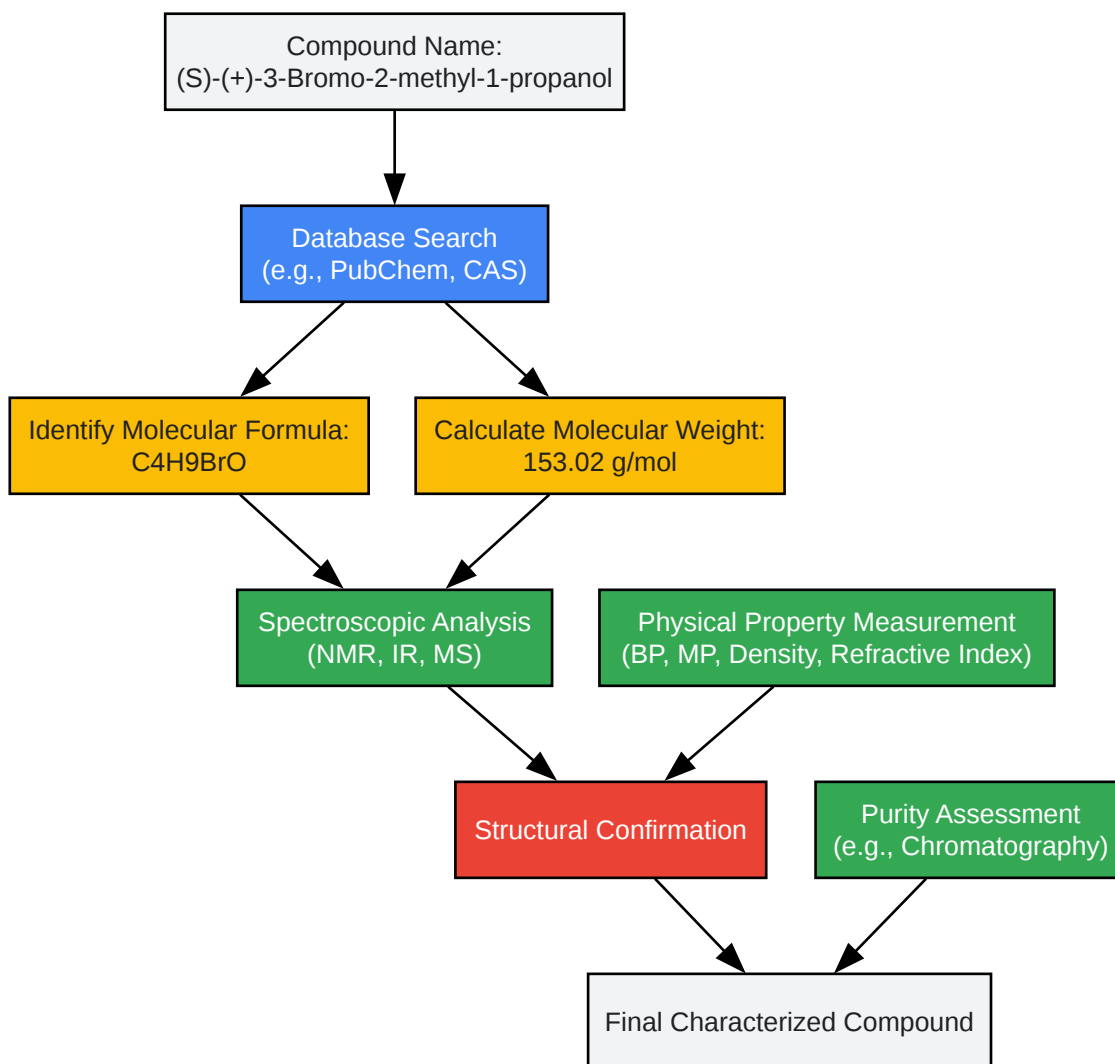 Compound Name:
(S)-(+)-3-Bromo-2-methyl-1-propanol
Database Search
(e.g., PubChem, CAS)
Identify Molecular Formula:
C4H9BrO
Calculate Molecular Weight:
153.02 g/mol
Spectroscopic Analysis
(NMR, IR, MS)
Physical Property Measurement
(BP, MP, Density, Refractive Index)
Structural Confirmation
Purity Assessment
(e.g., Chromatography)
Final Characterized Compound